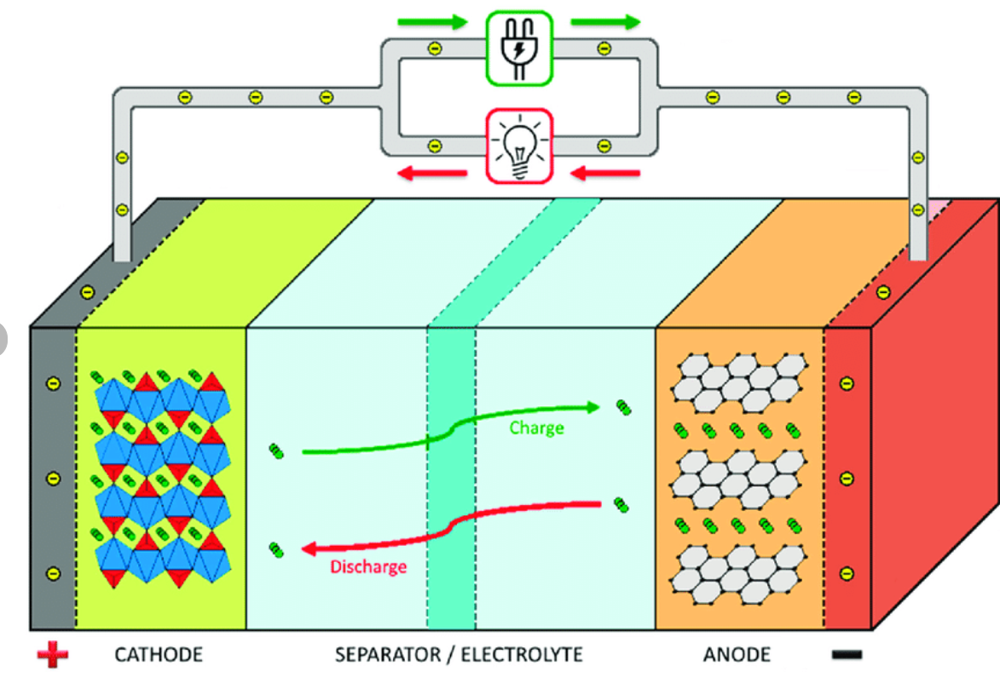 Charge
Discharge
CATHODE
SEPARATOR / ELECTROLYTE
ANODE